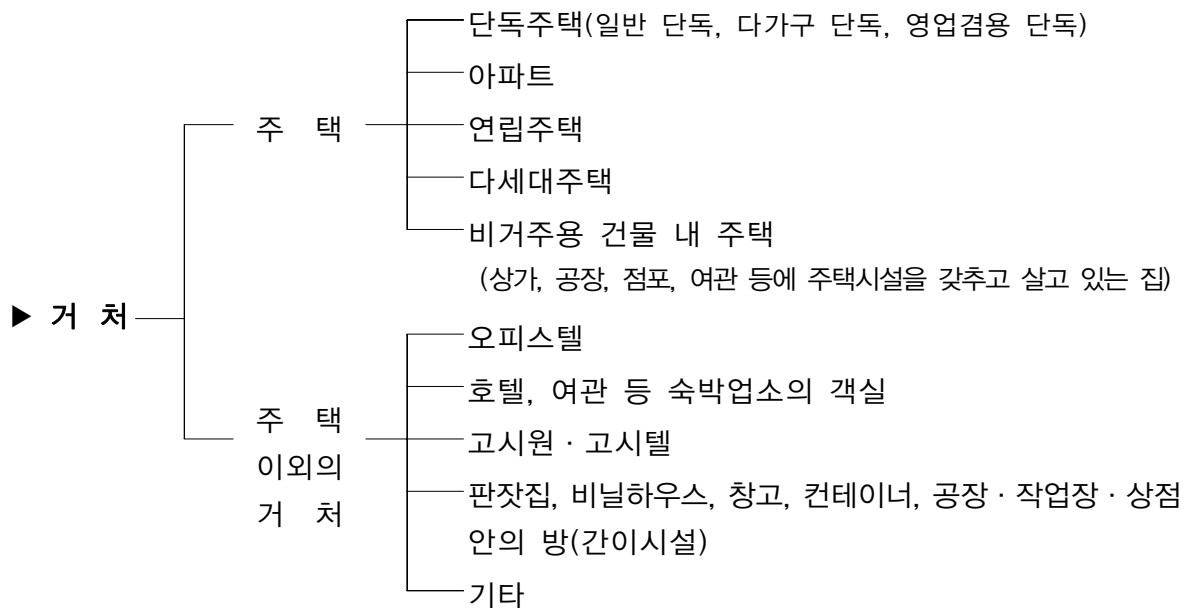 단독주택(일반 단독, 다가구 단독, 영업겸용 단독)
아파트
주 택
연립주택
다세대주택
비거주용 건물 내 주택
(상가, 공장, 점포, 여관 등에 주택시설을 갖추고 살고 있는 집)
▶ 거 처
오피스텔
호텔, 여관 등 숙박업소의 객실
주 택
이외의
거 처
고시원 · 고시텔
판잣집, 비닐하우스, 창고, 컨테이너, 공장 · 작업장 · 상점
안의 방(간이시설)
기타